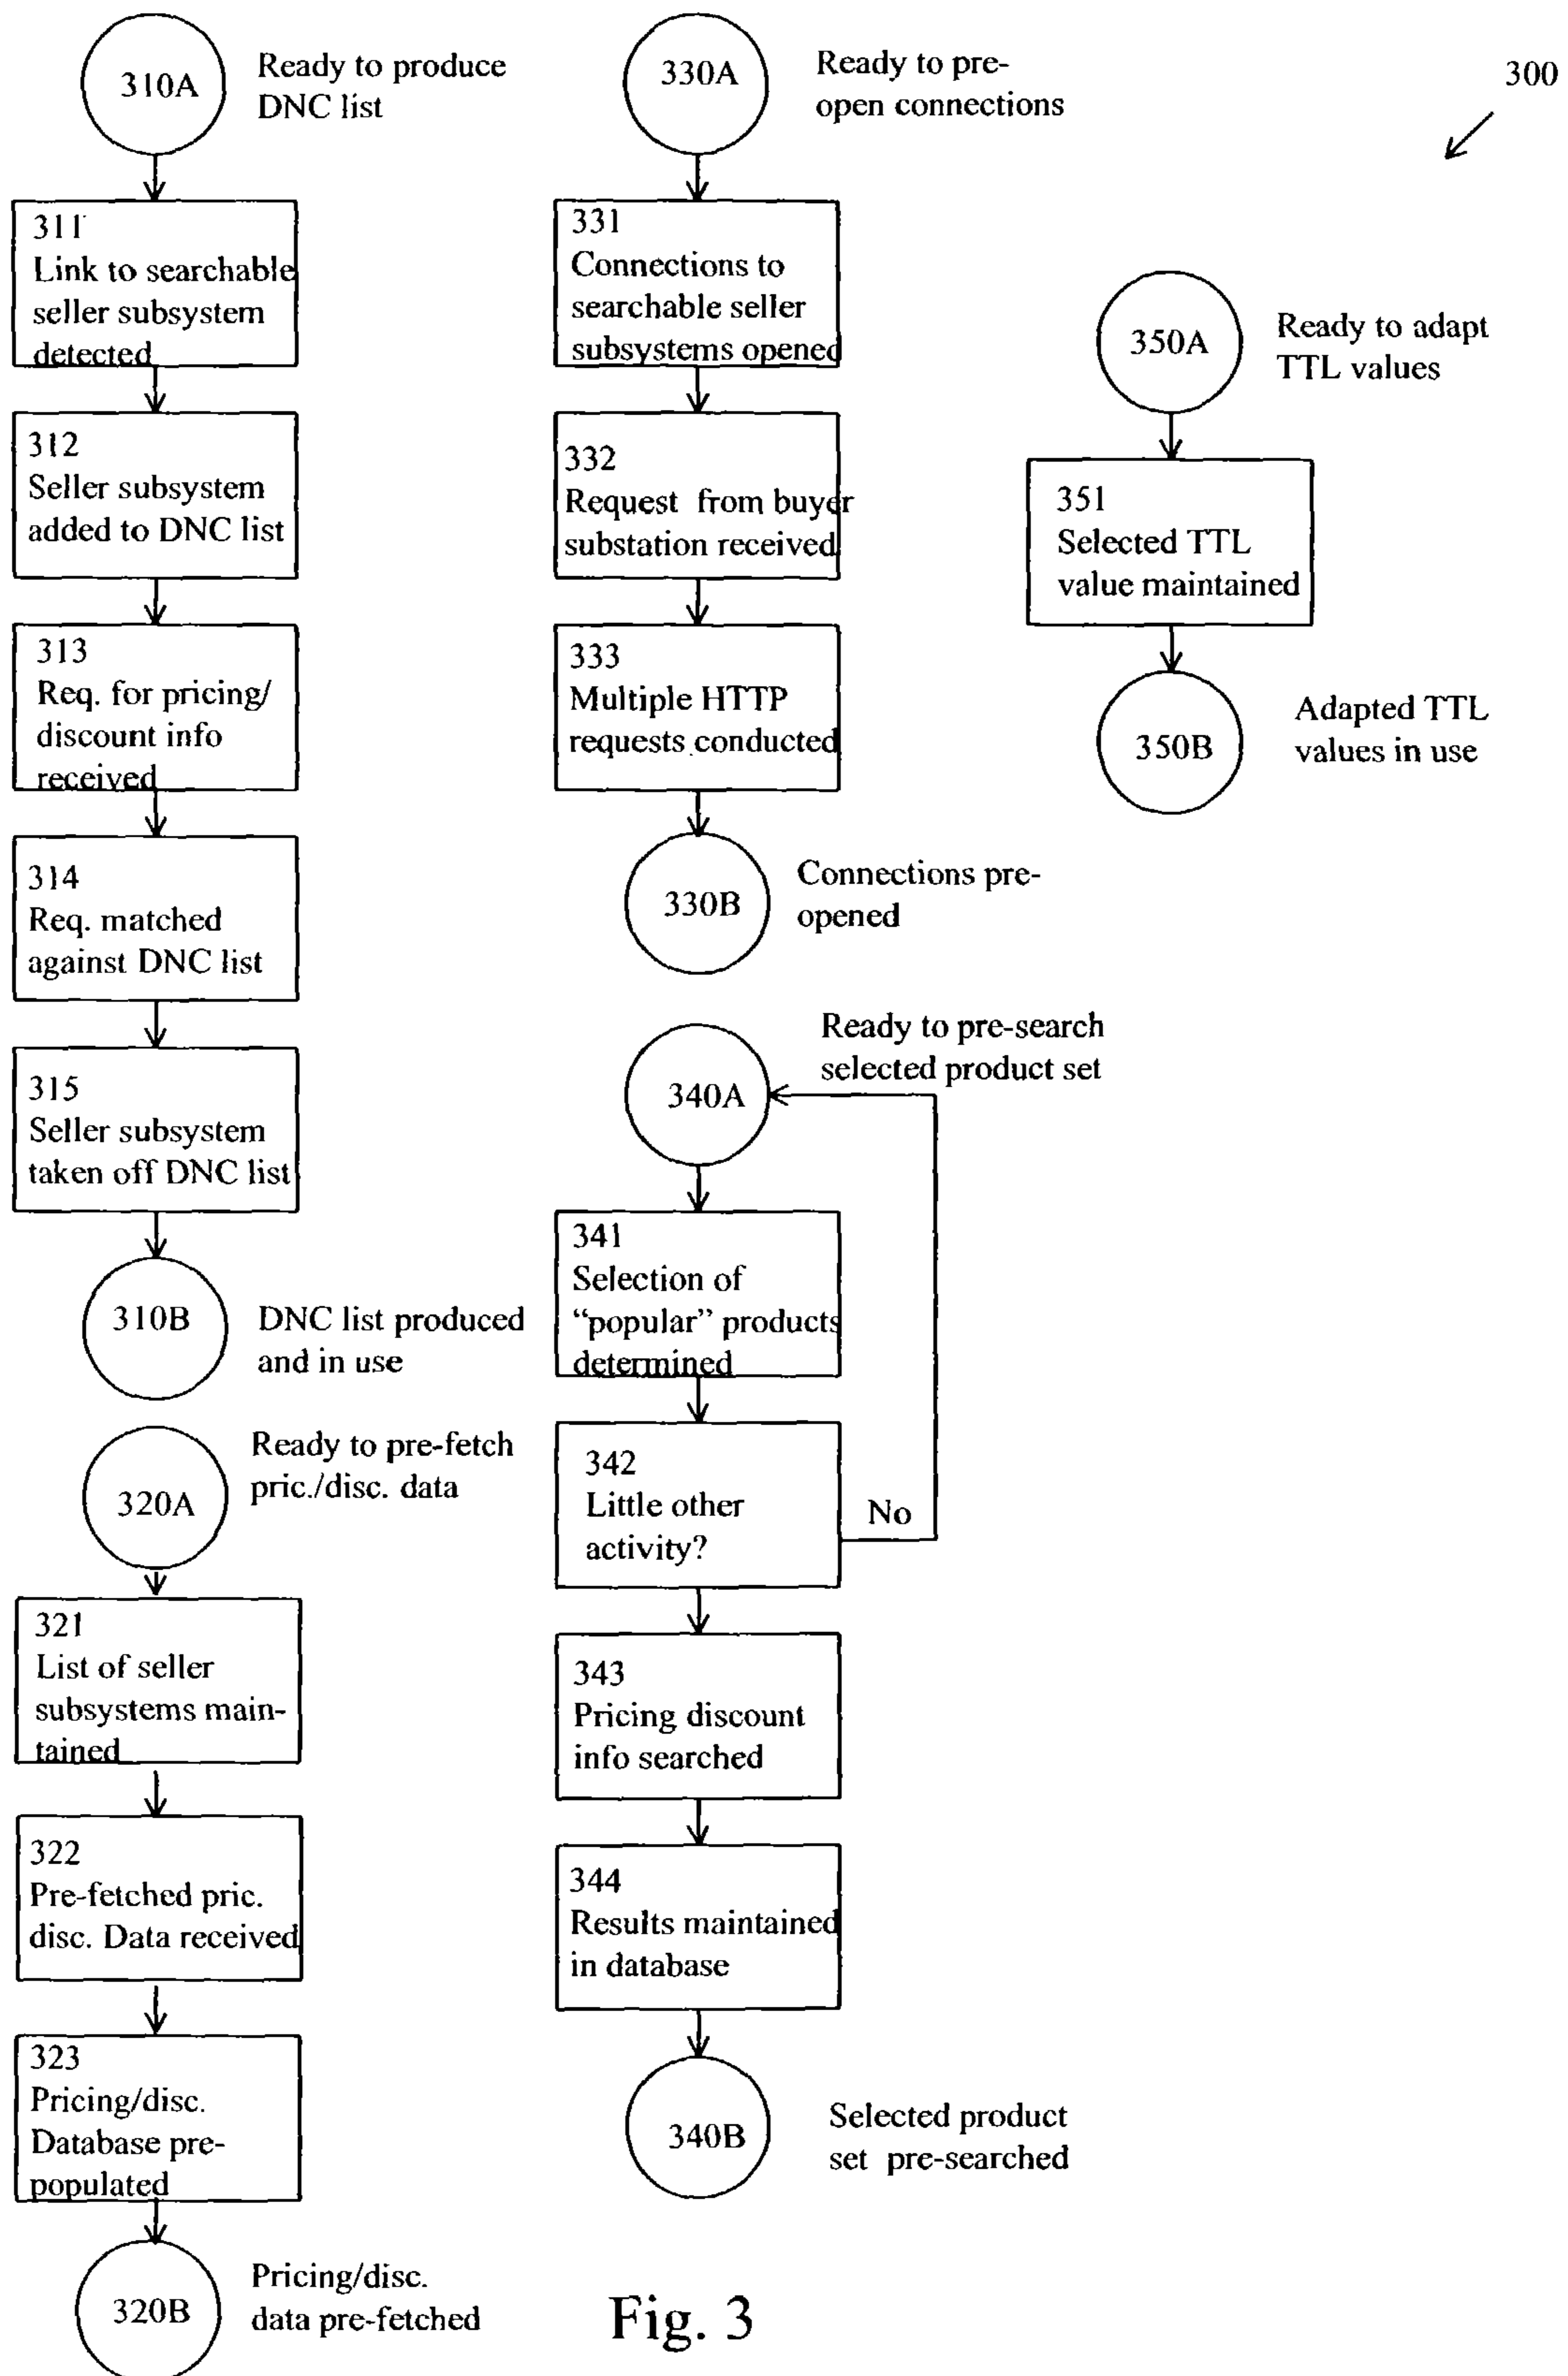 310A
Ready to produce
DNC list
311
Link to searchable
seller subsystem
detected
312
Seller subsystem
added to DNC list
313
Req. for pricing/
discount info
received
314
Req. matched
against DNC list
315
Seller subsystem
taken off DNC list
310B
DNC list produced
and in use
320A
Ready to pre-fetch
pric./disc. data
321
List of seller
subsystems main-
tained
322
Pre-fetched pric.
disc. Data received
323
Pricing/disc.
Database pre-
populated
320B
Pricing/disc.
data pre-fetched
330A
Ready to pre-
open connections
331
Connections to
searchable seller
subsystems opened
332
Request from buyer
substation received
333
Multiple HTTP
requests conducted
330B
Connections pre-
opened
340A
Ready to pre-search
selected product set
341
Selection of
“popular” products
determined
342
Little other
activity?
No
343
Pricing discount
info searched
344
Results maintained
in database
340B
Selected product
set pre-searched
300
350A
Ready to adapt
TTL values
351
Selected TTL
value maintained
350B
Adapted TTL
values in use
Fig. 3